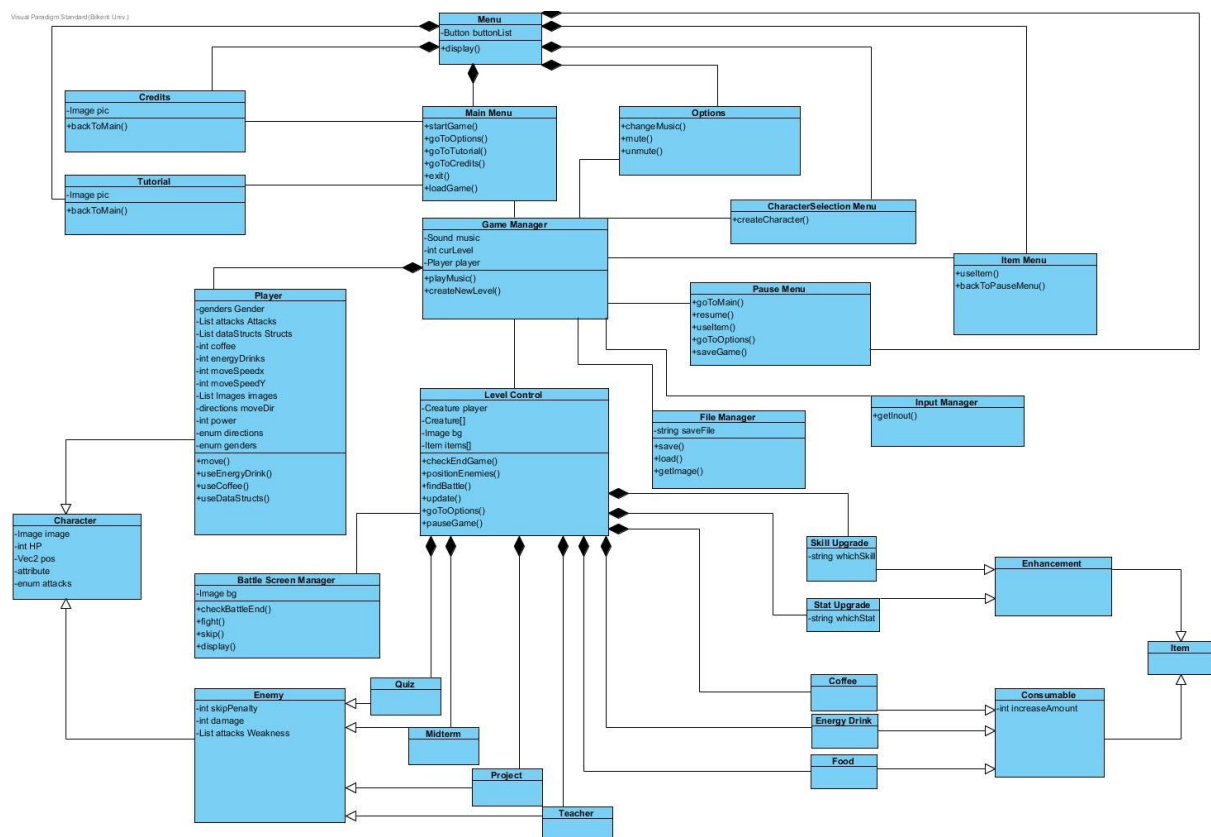 Visual Paradigm Standard(Bilkent Univ.)
Menu
-Button buttonList
+display()
Credits
-Image pic
+backToMain()
Main Menu
+startGame()
+goToOptions()
+goToTutorial()
+goToCredits()
+exit()
+loadGame()
Options
+changeMusic()
+mute()
+unmute()
Tutorial
-Image pic
+backToMain()
CharacterSelection Menu
+createCharacter()
Game Manager
-Sound music
-int curLevel
-Player player
+playMusic()
+createNewLevel()
Item Menu
+useItem()
+backToPauseMenu()
Player
-genders Gender
-List attacks Attacks
-List dataStructs Structs
-int coffee
-int energyDrinks
-int moveSpeedx
-int moveSpeedY
-List Images images
-directions moveDir
-int power
-enum directions
-enum genders
+move()
+useEnergyDrink()
+useCoffee()
+useDataStructs()
Pause Menu
+goToMain()
+resume()
+useItem()
+goToOptions()
+saveGame()
Level Control
-Creature player
-Creature[]
-Image bg
-Item items[]
+checkEndGame()
+positionEnemies()
+findBattle()
+update()
+goToOptions()
+pauseGame()
File Manager
-string saveFile
+save()
+load()
+getImage()
Input Manager
+getInout()
Character
-Image image
-int HP
-Vec2 pos
-attribute
-enum attacks
Battle Screen Manager
-Image bg
+checkBattleEnd()
+fight()
+skip()
+display()
Skill Upgrade
-string whichSkill
Enhancement
Stat Upgrade
-string whichStat
Item
Enemy
-int skipPenalty
-int damage
-List attacks Weakness
Quiz
Midterm
Project
Teacher
Coffee
Energy Drink
Food
Consumable
-int increaseAmount